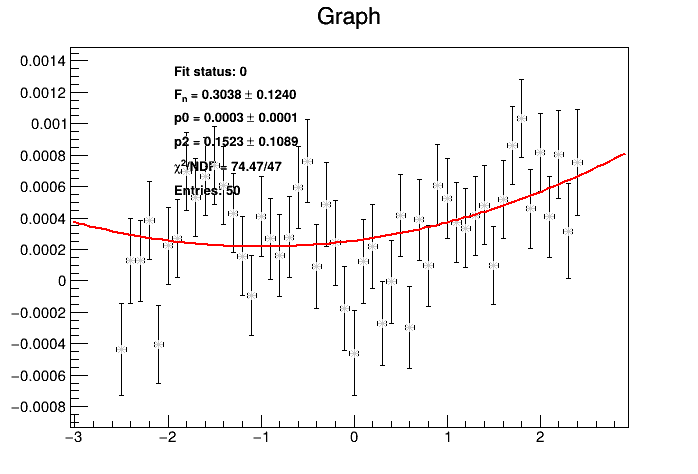 Graph
0.0014
0.0012
0.001
0.0008
0.0006
0.0004
0.0002
0
−0.0002
−0.0004
−0.0006
−0.0008
Fit status: 0
Fn = 0.3038 ± 0.1240
p0 = 0.0003 ± 0.0001
p2 = 0.1523 ± 0.1089
χ²/NDF = 74.47/47
Entries: 50
−3 −2 −1 0 1 2